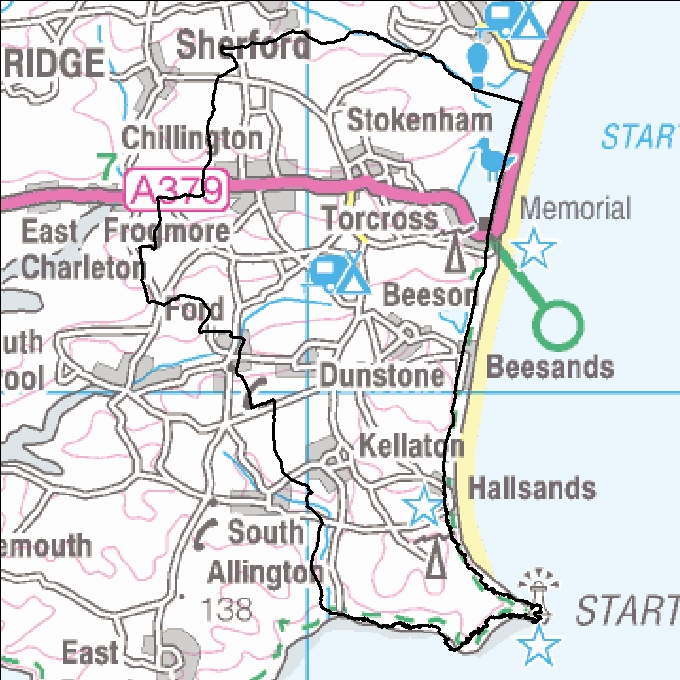 Sherford
RIDGE
Stokenham
Chillington
START
7
A379
Memorial
Torcross
East Frogmore
Charleton
Beeson
Ford
uth
ool
Beesands
Dunstone
Kellaton
Hallsands
South
emouth
Allington
138
START
East